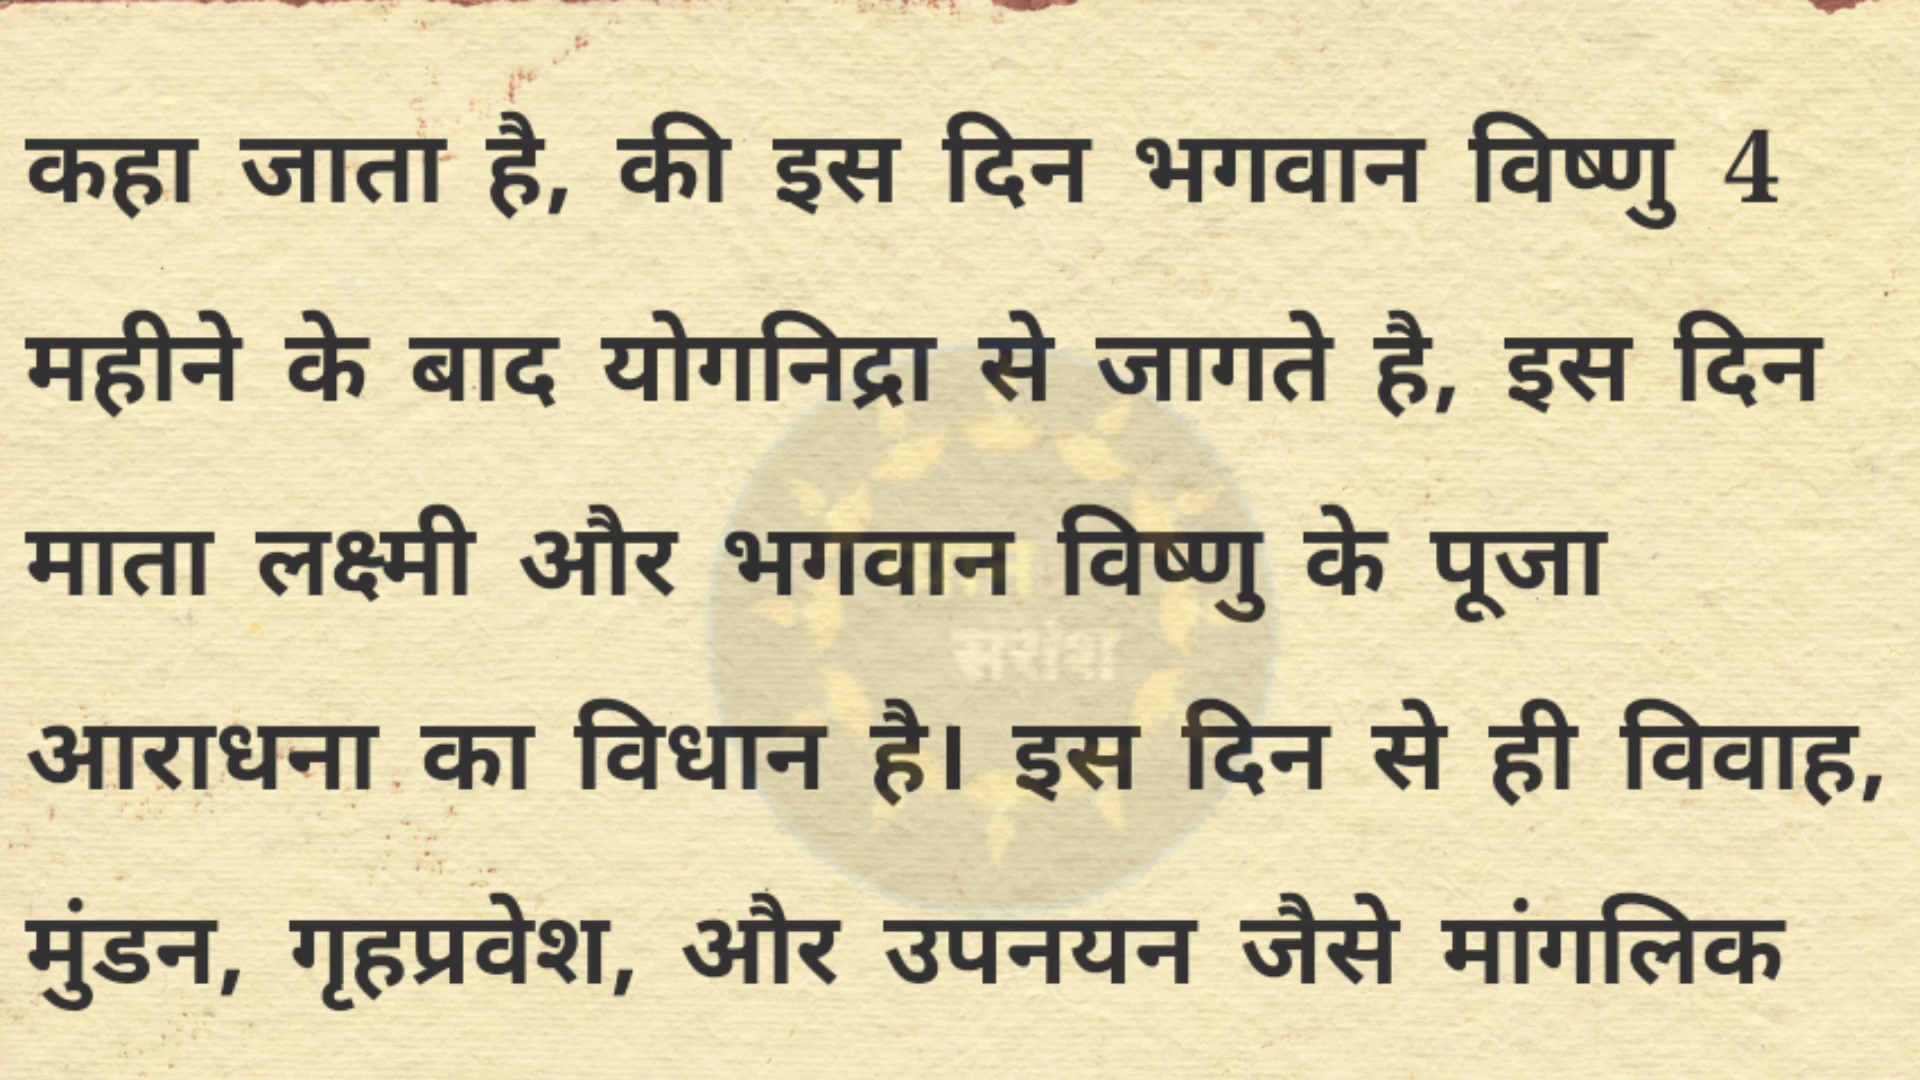 कहा जाता है, की इस दिन भगवान विष्णु 4
महीने के बाद योगनिद्रा से जागते है, इस दिन
माता लक्ष्मी और भगवान विष्णु के पूजा
सरांश
आराधना का विधान है। इस दिन से ही विवाह,
मुंडन, गृहप्रवेश, और उपनयन जैसे मांगलिक